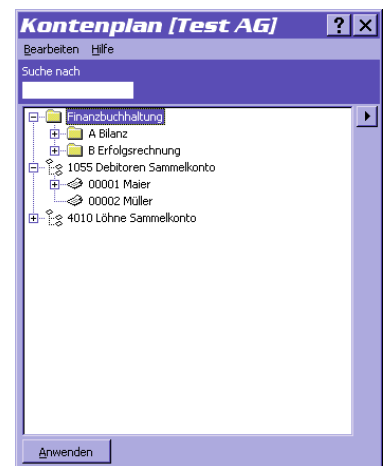 Kontenplan [Test AG] ? ×
Bearbeiten Hilfe
Suche nach
Finanzbuchhaltung
A Bilanz
B Erfolgsrechnung
1055 Debitoren Sammelkonto
00001 Maier
00002 Müller
4010 Löhne Sammelkonto
Anwenden